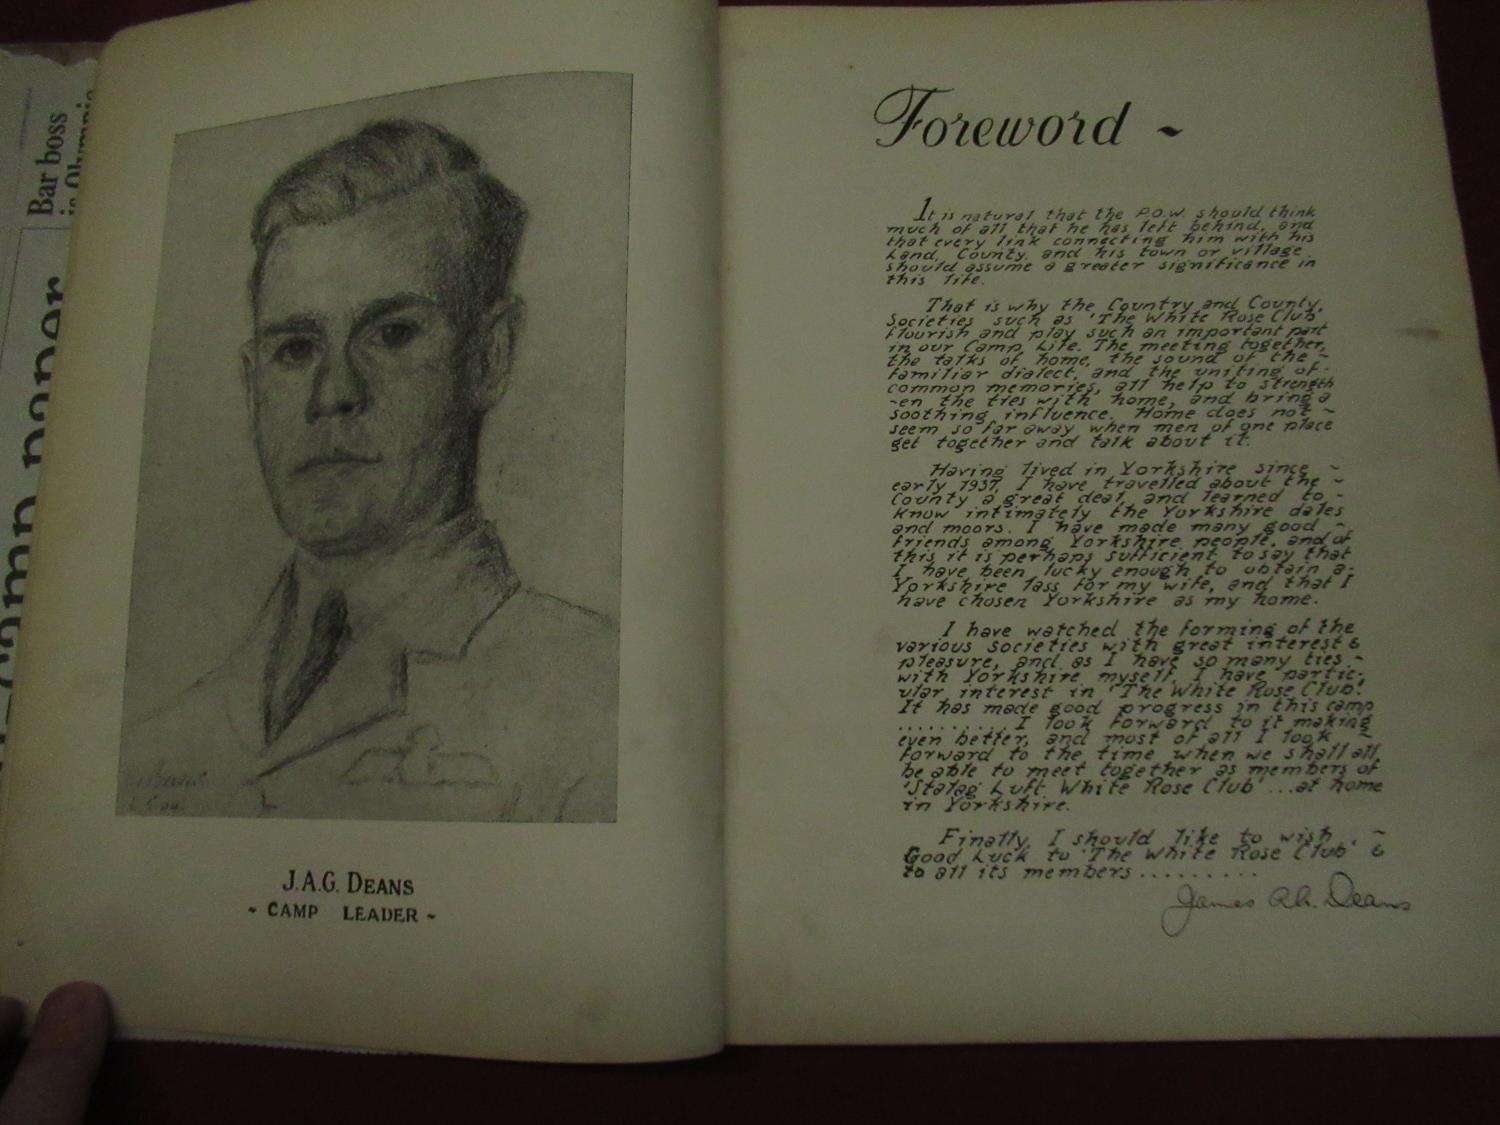 Bar boss
is Olympia
Camp paper
J.A.G. DEANS
~ CAMP LEADER ~
Foreword ~
It is natural that the P.O.W. should think
much of all that he has left behind, and
that every link connecting him with his
Land, County, and his town or village
should assume a greater significance in
this life.
That is why the Country and County,
Societies such as 'The White Rose Club'
flourish and play such an important part
in our Camp Life. The meeting together,
the talks of home, the sound of the ~
familiar dialect, and the uniting of -
common memories, all help to strength
-en the ties with home, and bring a
soothing influence. Home does not ~
seem so far away when men of one place
get together and talk about it.
Having lived in Yorkshire since ~
early 1937, I have travelled about the ~
County a great deal, and learned to -
know intimately the Yorkshire dales
and moors. I have made many good ~
friends among Yorkshire people, and of
this it is perhaps sufficient to say that
I have been lucky enough to obtain a-
Yorkshire lass for my wife, and that I
have chosen Yorkshire as my home.
I have watched the forming of the
various societies with great interest &
pleasure, and as I have so many ties ~
with Yorkshire myself, I have partic-
ular interest in 'The White Rose Club'.
It has made good progress in this camp
.......... I look forward to it making
even better, and most of all I look ~
forward to the time when we shall all,
be able to meet together as members of
'Stalag Luft White Rose Club' ... at home
in Yorkshire.
Finally, I should like to wish . ~
Good Luck to 'The White Rose Club' &
to all its members ..........
James A.G. Deans